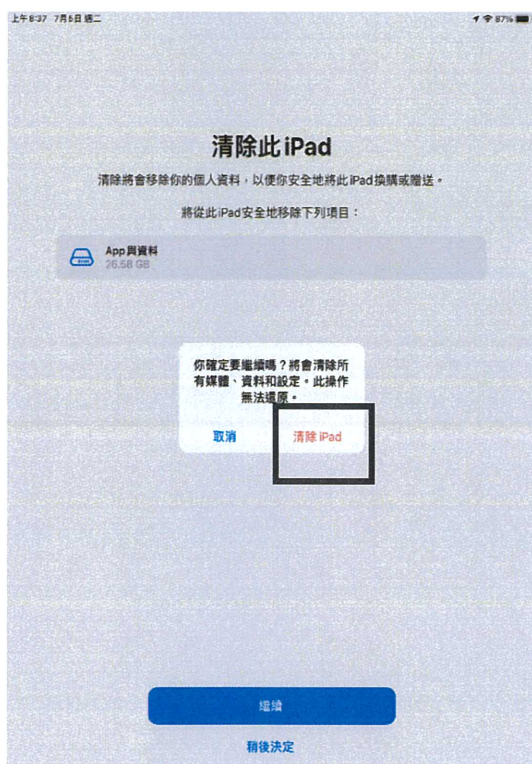 上午8:37 7月5日 週二
87%
清除此 iPad
清除將會移除你的個人資料，以便你安全地將此 iPad 換購或贈送。
將從此 iPad 安全地移除下列項目：
App 與資料
26.58 GB
你確定要繼續嗎？將會清除所
有媒體、資料和設定。此操作
無法還原。
取消 清除 iPad
繼續
稍後決定